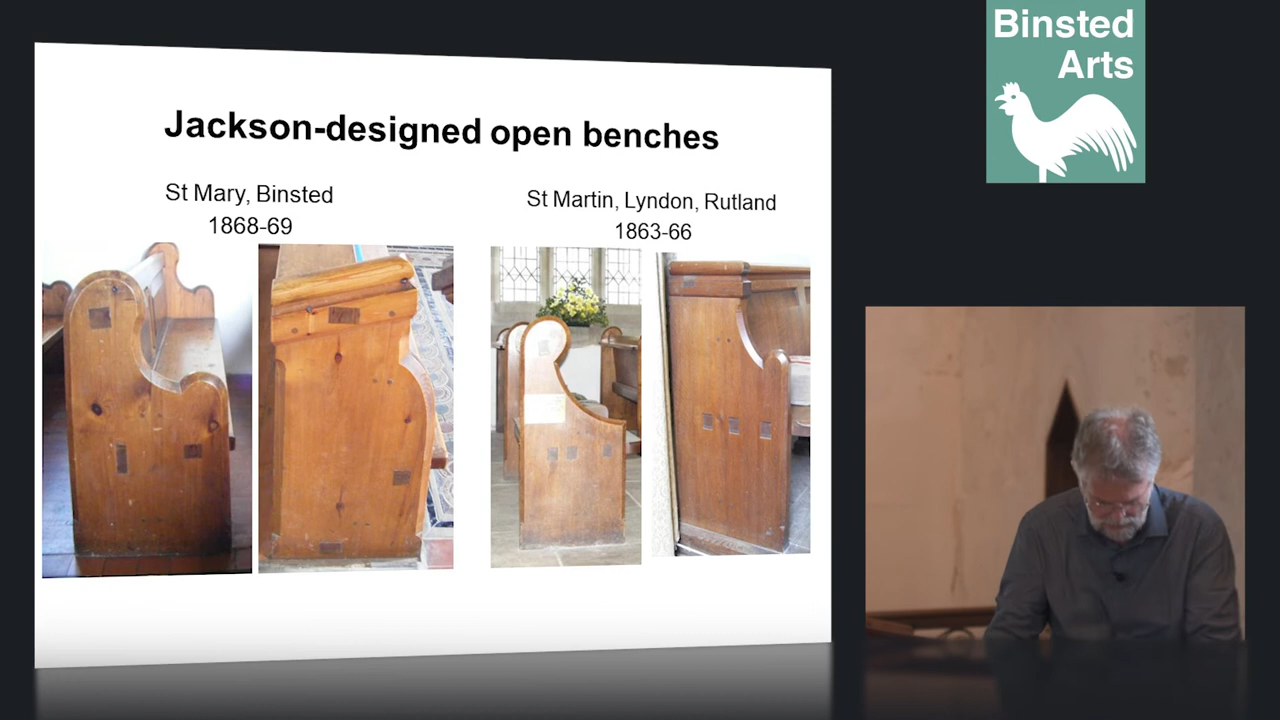 Jackson-designed open benches
St Mary, Binsted
1868-69
St Martin, Lyndon, Rutland
1863-66
Binsted
Arts